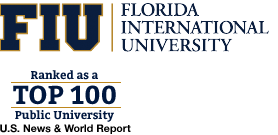 FIU
FLORIDA
INTERNATIONAL
UNIVERSITY
Ranked as a
TOP 100
Public University
U.S. News & World Report